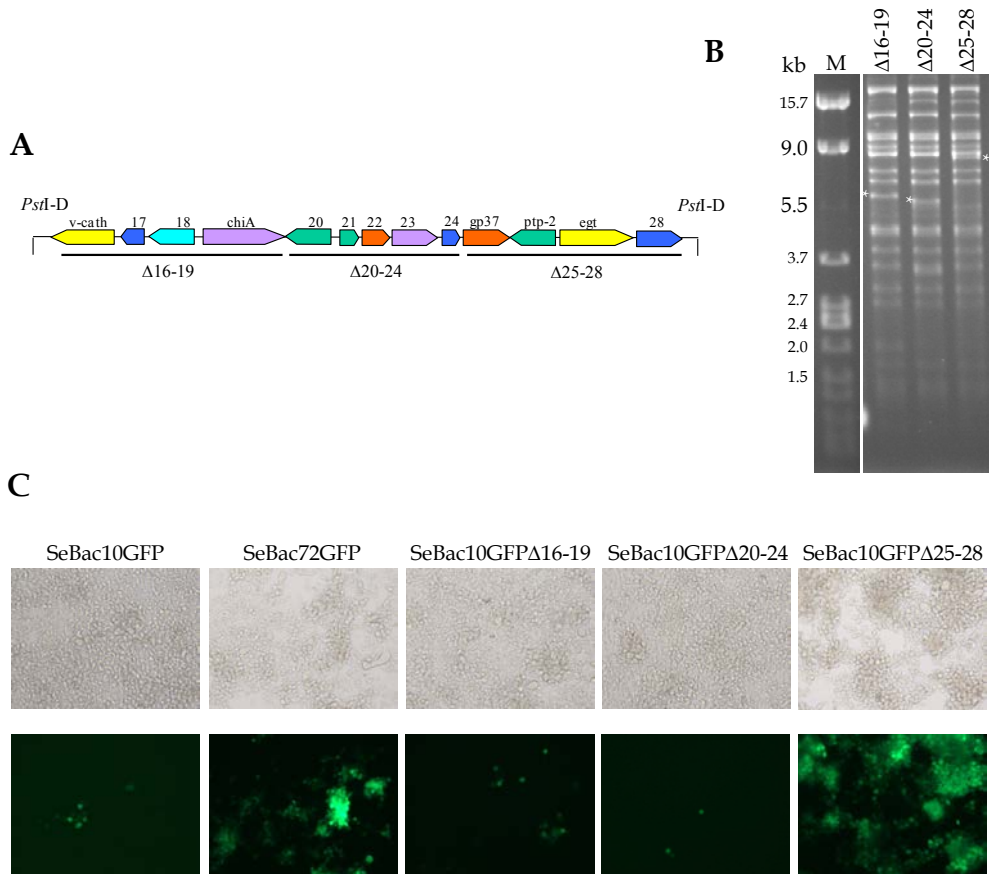 A
PstI-D
v-cath 17 18 chiA 20 21 22 23 24 gp37 ptp-2 egt 28
PstI-D
Δ16-19 Δ20-24 Δ25-28
B
kb M Δ16-19 Δ20-24 Δ25-28
15.7
9.0
*
*
*
5.5
3.7
2.7
2.4
2.0
1.5
C
SeBac10GFP SeBac72GFP SeBac10GFPΔ16-19 SeBac10GFPΔ20-24 SeBac10GFPΔ25-28